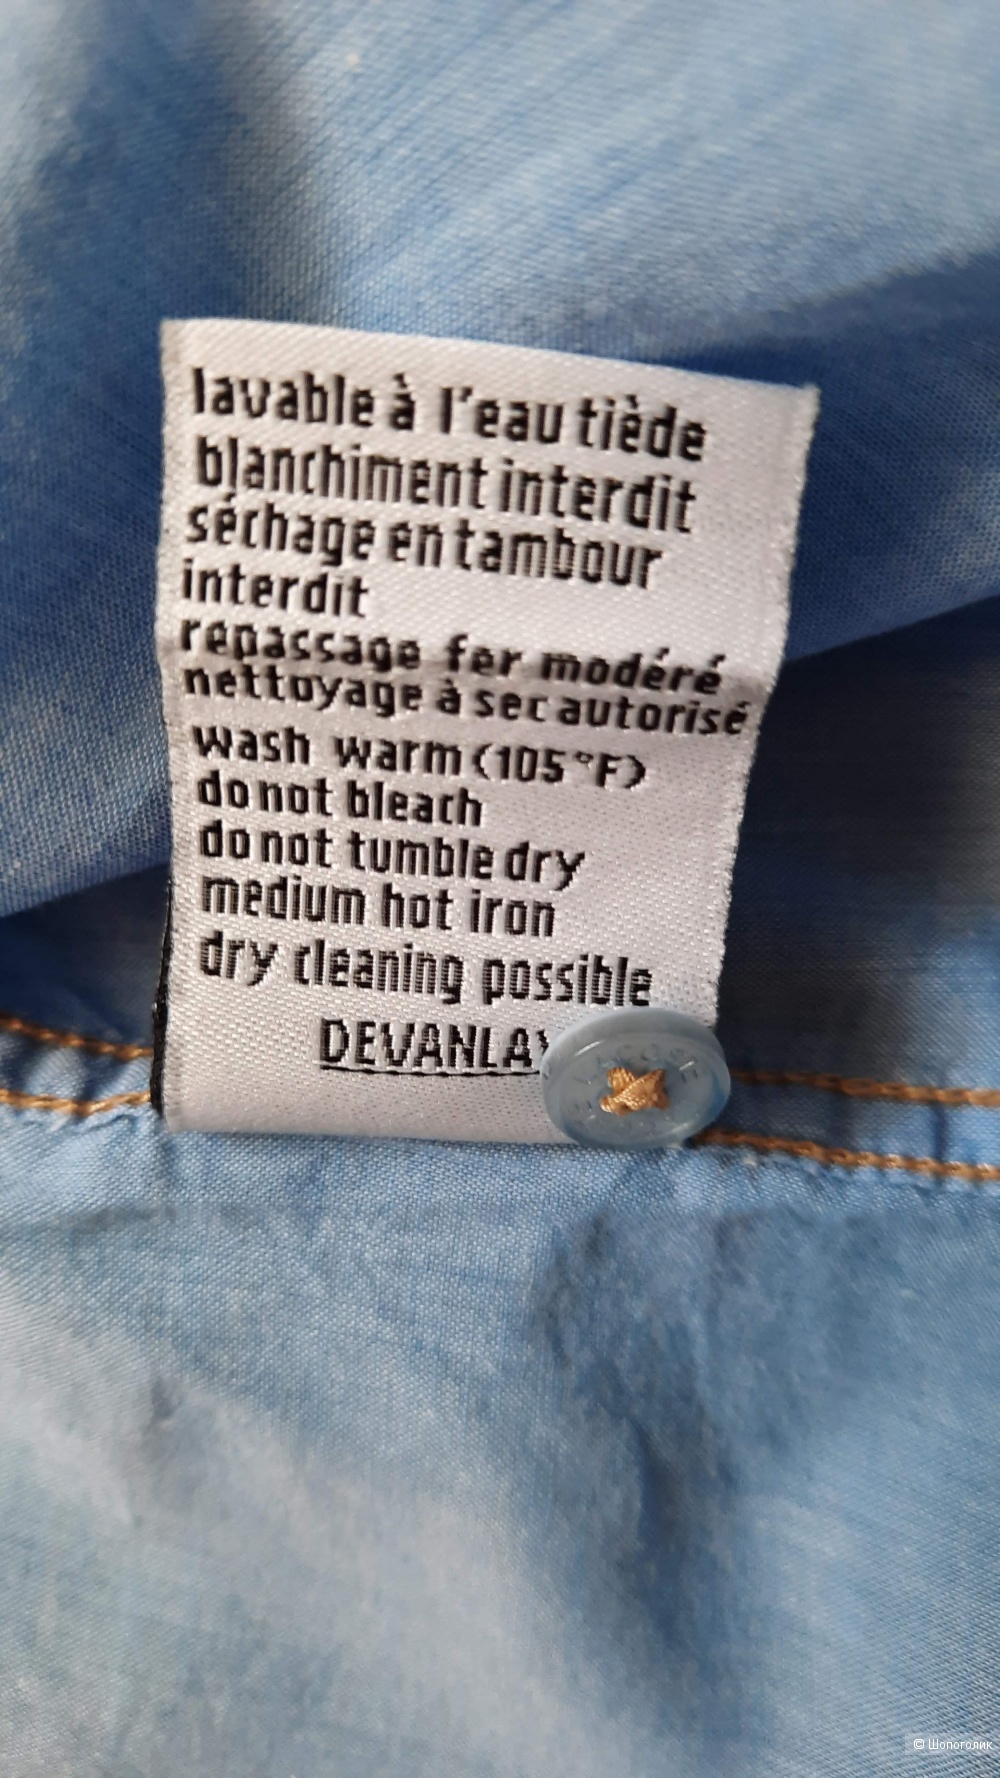 lavable à l'eau tiède
blanchiment interdit
séchage en tambour
interdit
repassage fer modéré
nettoyage à sec autorisé
wash warm (105°F)
do not bleach
do not tumble dry
medium hot iron
dry cleaning possible
DEVANLAY
© Шопоголик